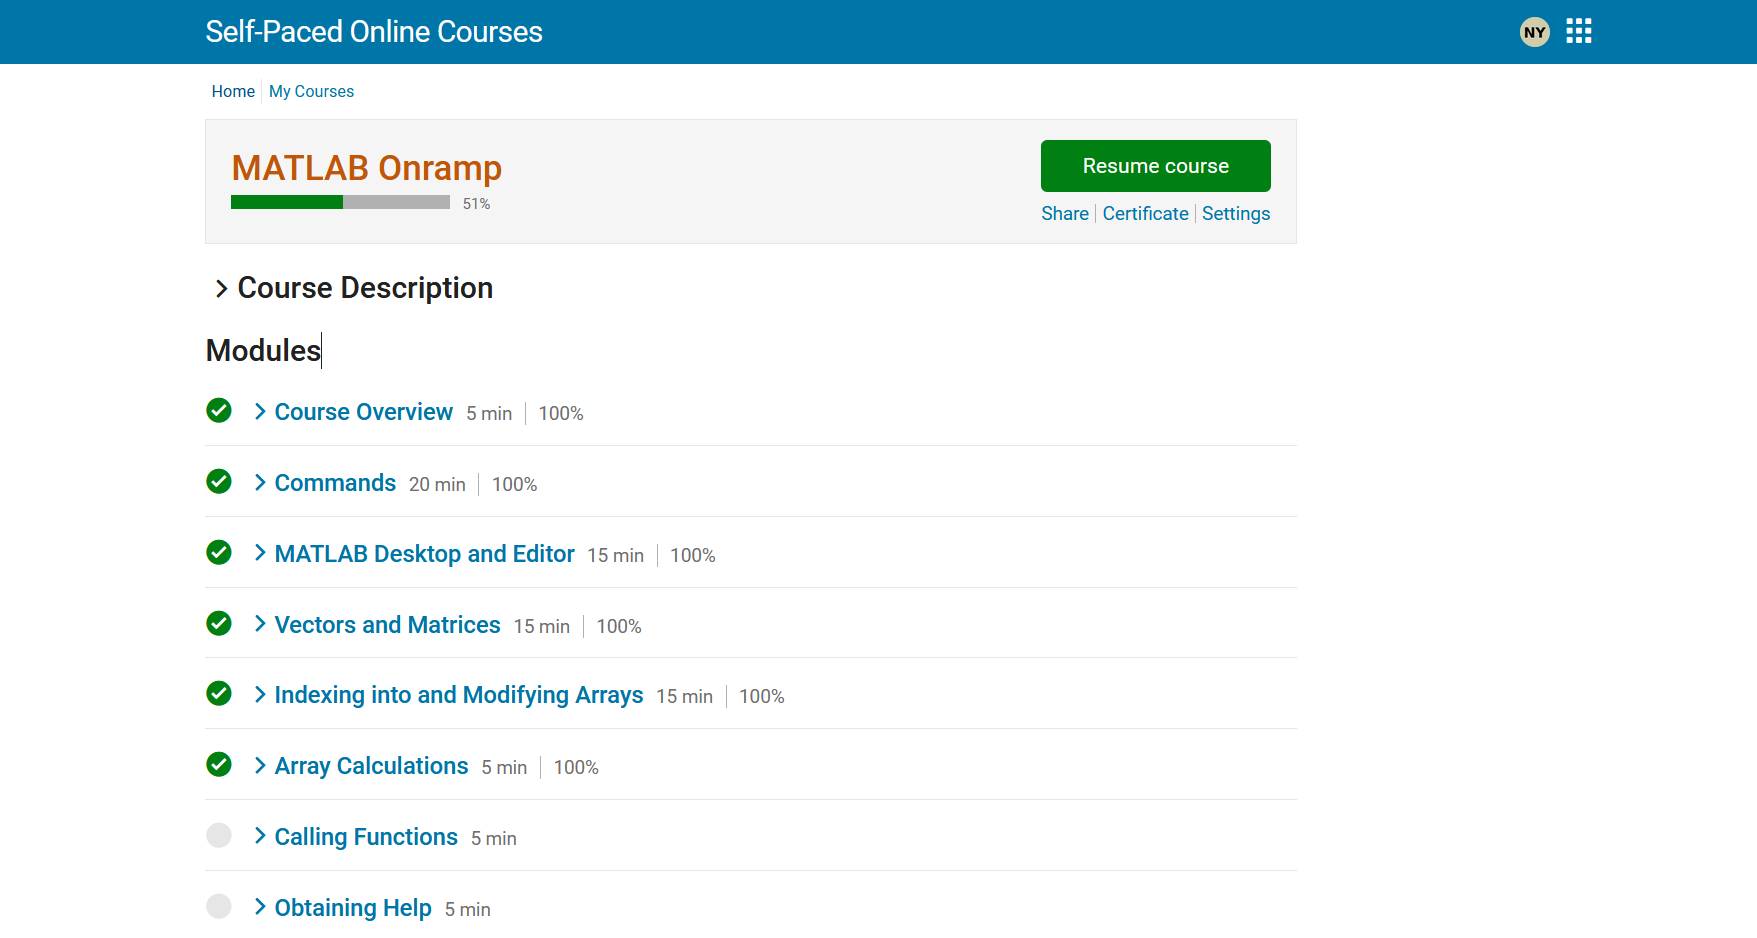 Self-Paced Online Courses
NY
Home My Courses
MATLAB Onramp
51%
Resume course
Share Certificate Settings
Course Description
Modules
Course Overview 5 min 100%
Commands 20 min 100%
MATLAB Desktop and Editor 15 min 100%
Vectors and Matrices 15 min 100%
Indexing into and Modifying Arrays 15 min 100%
Array Calculations 5 min 100%
Calling Functions 5 min
Obtaining Help 5 min